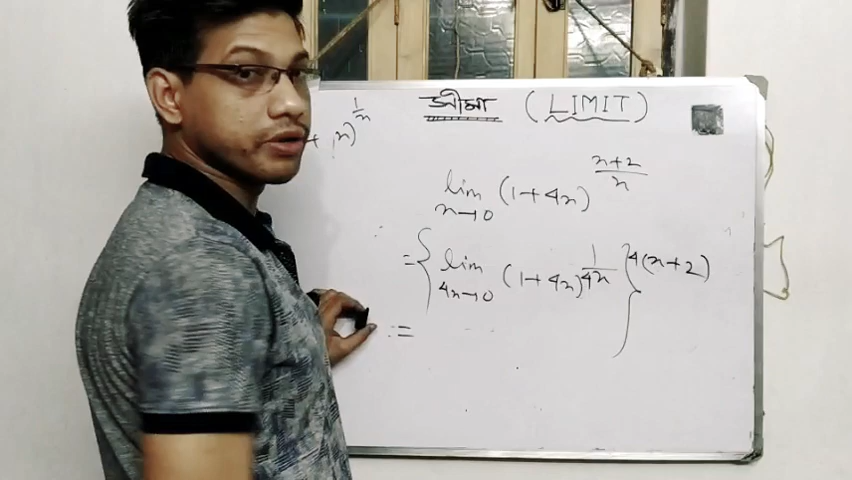 সীমা (LIMIT)
+ x)^{1/x}
lim x→0 (1+4x)^{(x+2)/x}
= { lim 4x→0 (1+4x)^{1/4x} }^{4(x+2)}
=